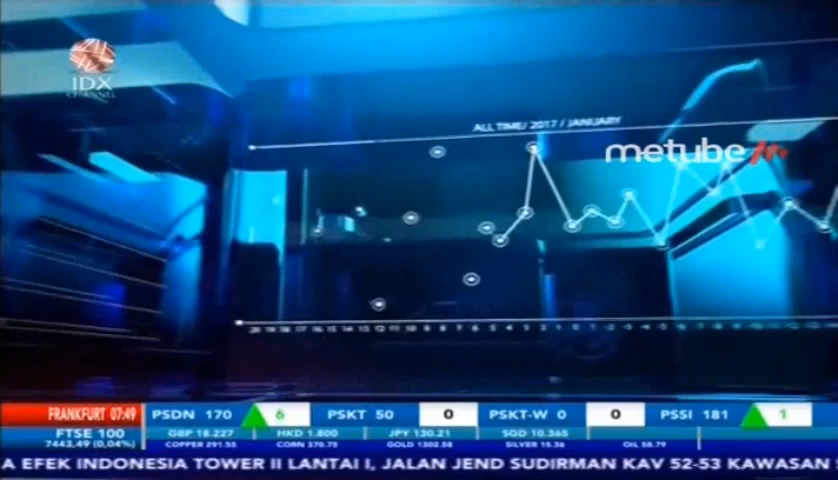 IDX
CHANNEL
ALL TIME/ 2017 / JANUARY
metube
FRANKFURT 07:49 PSDN 170 6 PSKT 50 0 PSKT-W 0 0 PSSI 181 1
FTSE 100 GBP 18.227 HKD 1.800 JPY 130.21 SGD 10.365
7443.49 (0,04%) COPPER 291.55 CORN 370.75 GOLD 1302.58 SILVER 15.36 OIL 58.79
A EFEK INDONESIA TOWER II LANTAI I, JALAN JEND SUDIRMAN KAV 52-53 KAWASAN